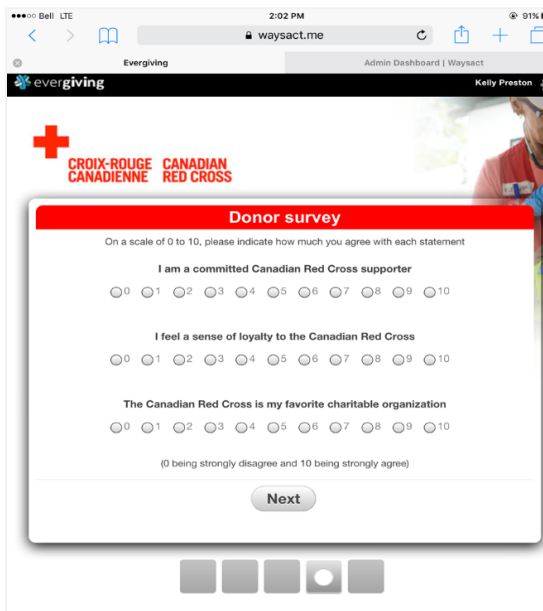 Bell LTE 2:02 PM 91%
waysact.me
Evergiving Admin Dashboard | Waysact
evergiving Kelly Preston
CROIX-ROUGE CANADIAN
CANADIENNE RED CROSS
Donor survey
On a scale of 0 to 10, please indicate how much you agree with each statement
I am a committed Canadian Red Cross supporter
0 1 2 3 4 5 6 7 8 9 10
I feel a sense of loyalty to the Canadian Red Cross
0 1 2 3 4 5 6 7 8 9 10
The Canadian Red Cross is my favorite charitable organization
0 1 2 3 4 5 6 7 8 9 10
(0 being strongly disagree and 10 being strongly agree)
Next